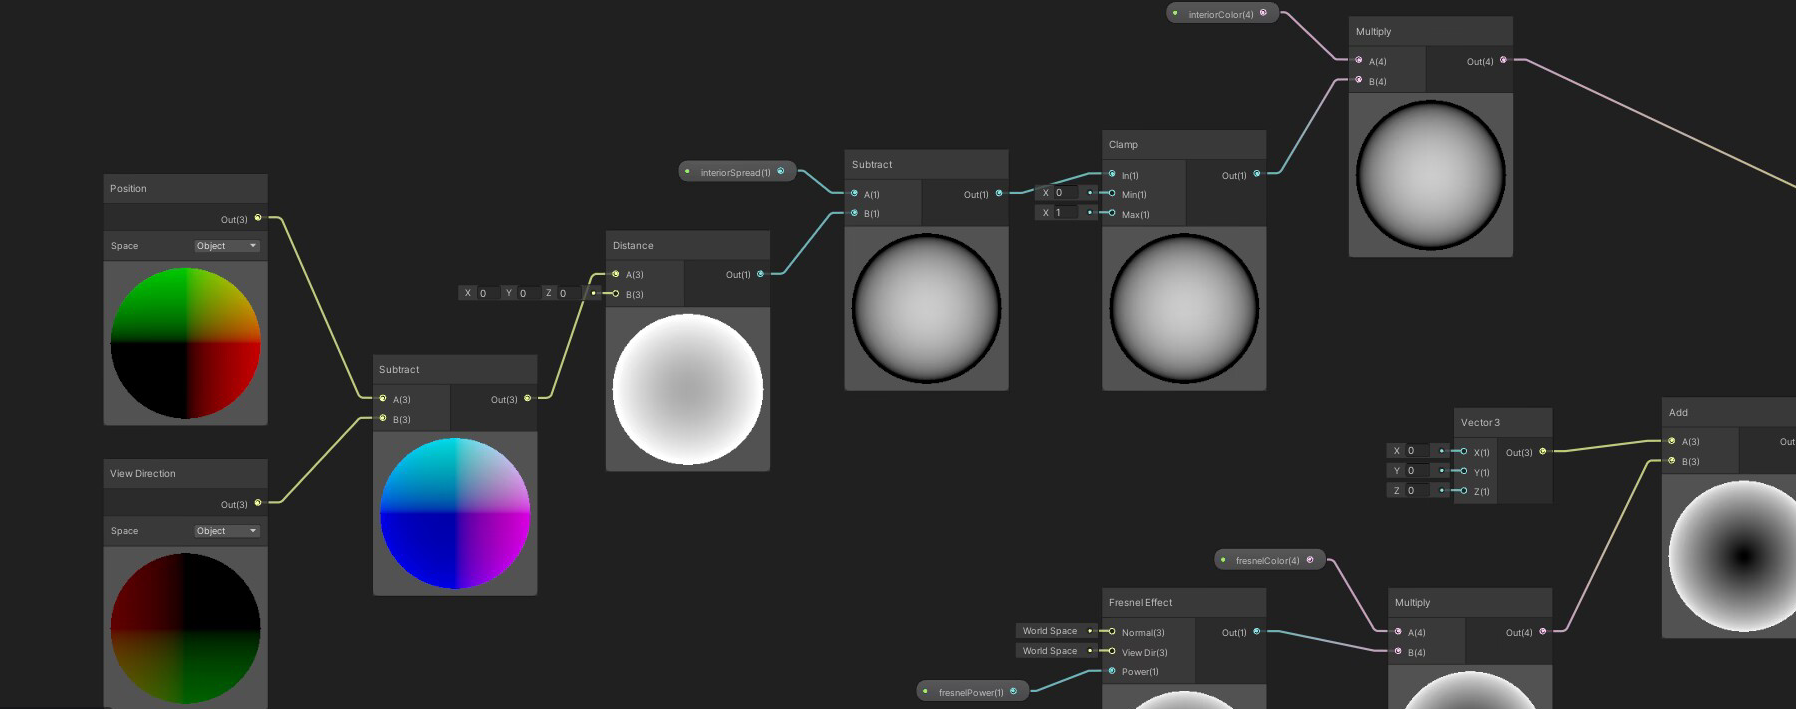 interiorColor(4)
Multiply
A(4)
Out(4)
B(4)
Clamp
In(1)
Out(1)
X 0
Min(1)
X 1
Max(1)
Subtract
interiorSpread(1)
A(1)
Out(1)
B(1)
Position
Out(3)
Space
Object
Distance
A(3)
Out(1)
X 0 Y 0 Z 0
B(3)
Subtract
A(3)
Out(3)
B(3)
View Direction
Out(3)
Space
Object
Vector 3
X 0
X(1)
Out(3)
Y 0
Y(1)
Z 0
Z(1)
Add
A(3)
Out
B(3)
fresnelColor(4)
Fresnel Effect
World Space
Normal(3)
Out(1)
World Space
View Dir(3)
Power(1)
fresnelPower(1)
Multiply
A(4)
Out(4)
B(4)